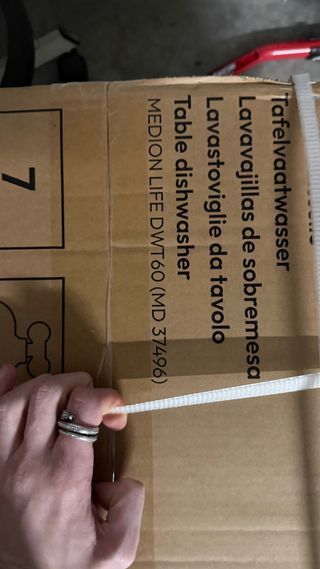 Tafelvaatwasser
Lavavajillas de sobremesa
Lavastoviglie da tavolo
Table dishwasher
MEDION LIFE DWT60 (MD 37496)
7